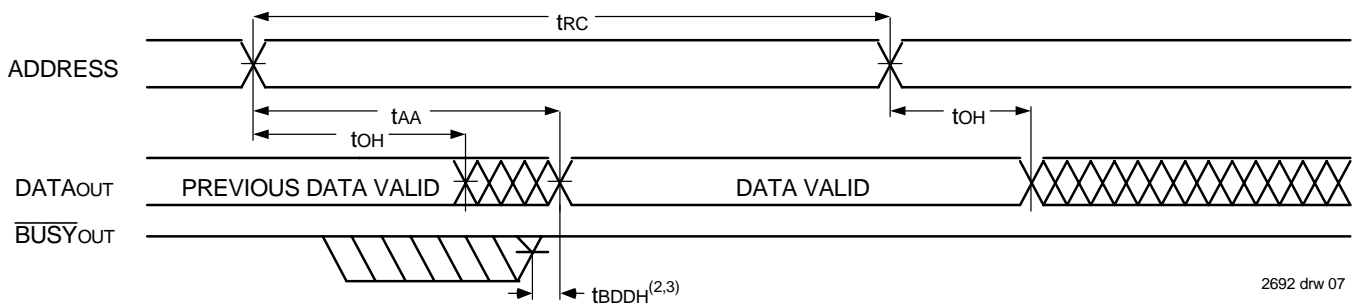 tRC
ADDRESS
tAA
tOH
tOH
DATAOUT
PREVIOUS DATA VALID
DATA VALID
BUSYOUT
tBDDH(2,3)
2692 drw 07